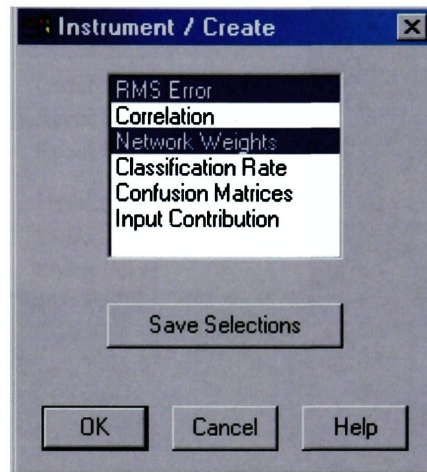 Instrument / Create
RMS Error
Correlation
Network Weights
Classification Rate
Confusion Matrices
Input Contribution
Save Selections
OK Cancel Help